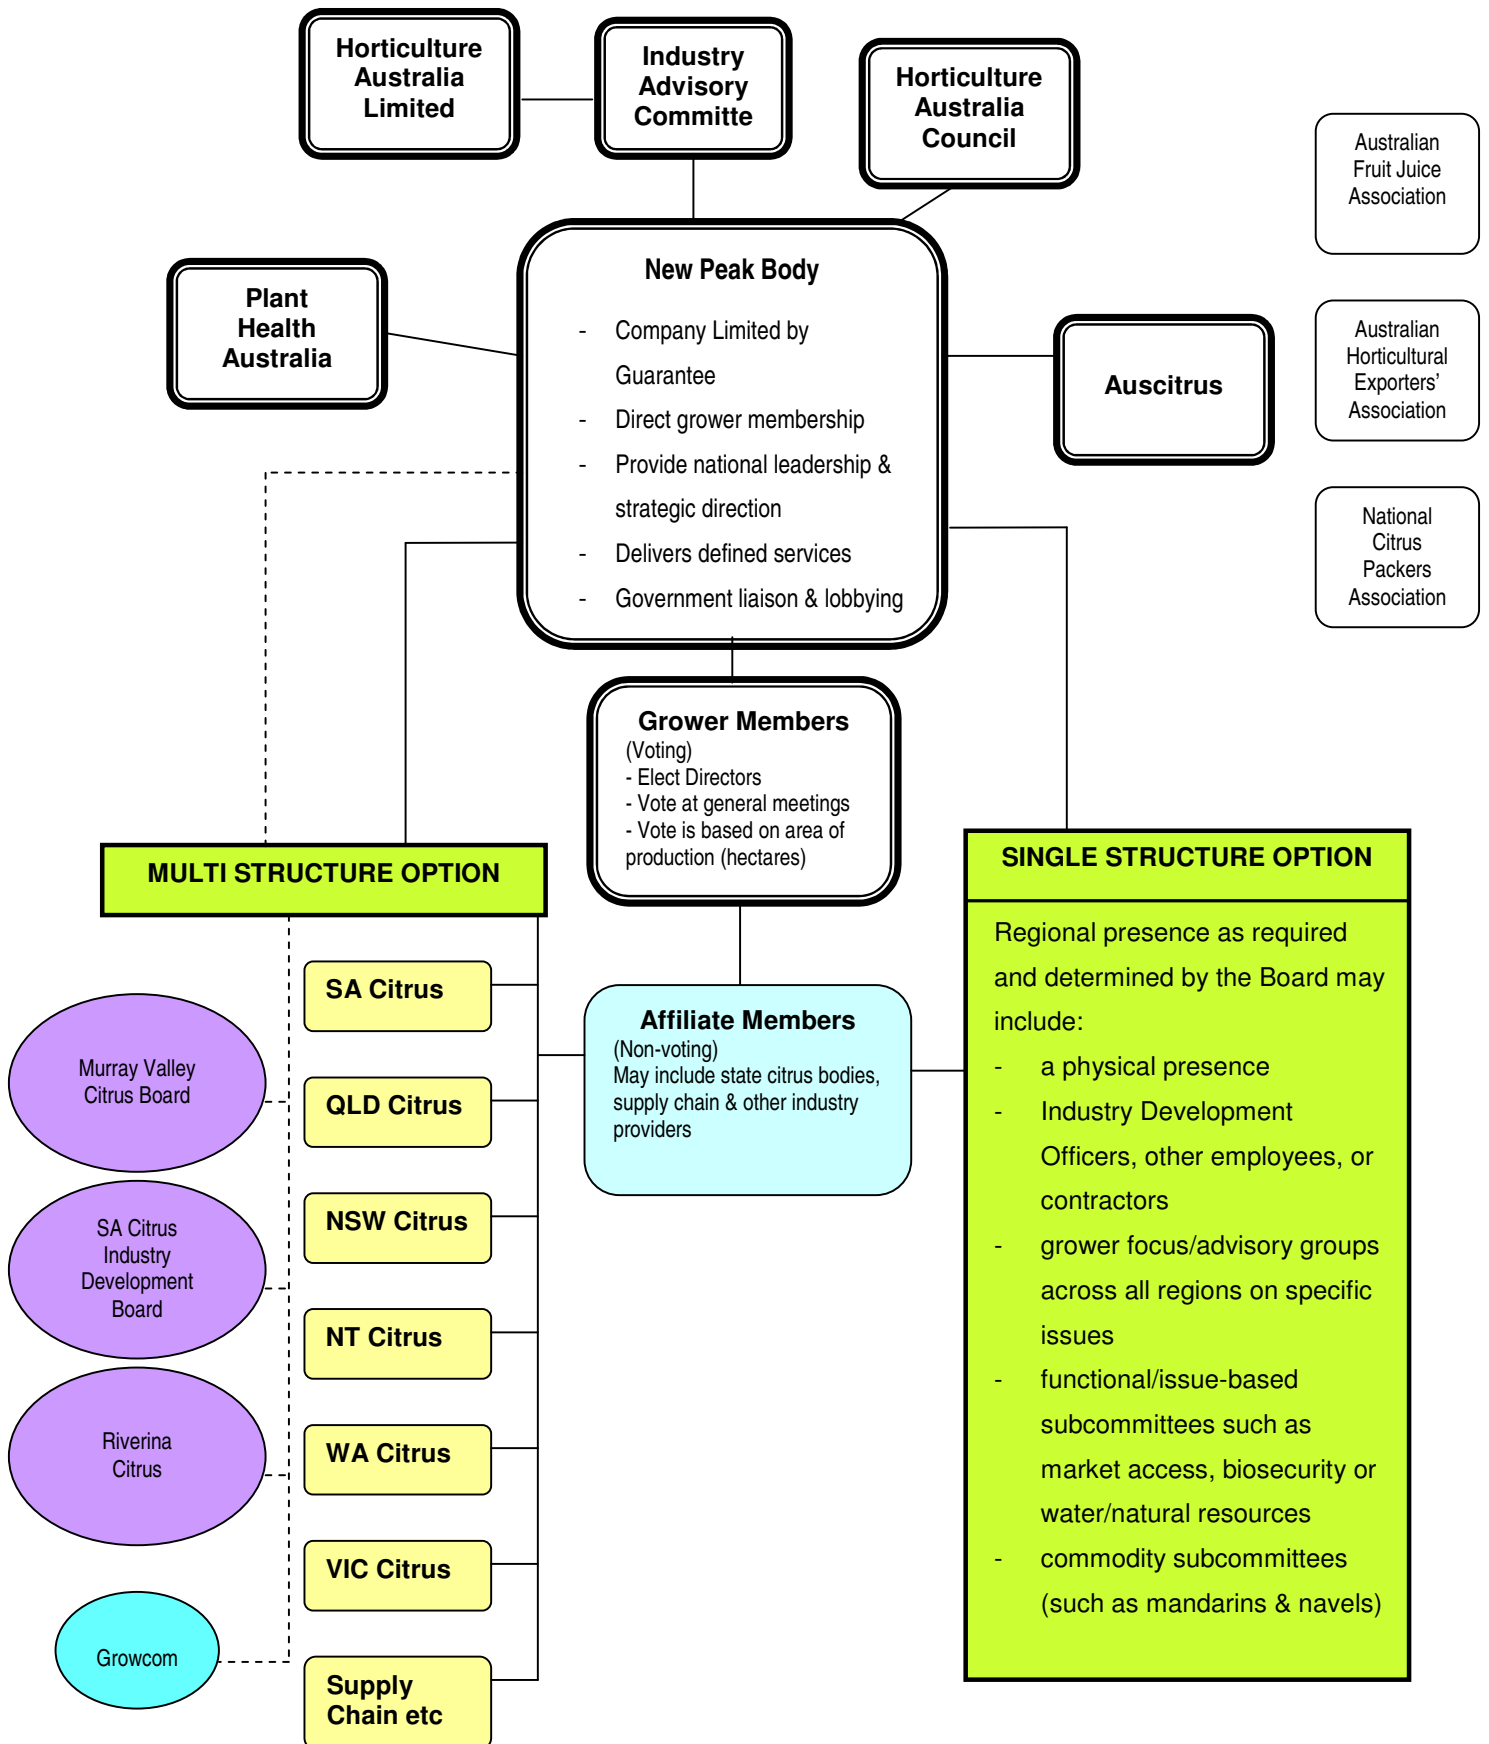 Horticulture
Australia
Limited
Industry
Advisory
Committe
Horticulture
Australia
Council
Australian
Fruit Juice
Association
Plant
Health
Australia
New Peak Body
- Company Limited by
Guarantee
- Direct grower membership
- Provide national leadership &
strategic direction
- Delivers defined services
- Government liaison & lobbying
Auscitrus
Australian
Horticultural
Exporters’
Association
National
Citrus
Packers
Association
Grower Members
(Voting)
- Elect Directors
- Vote at general meetings
- Vote is based on area of
production (hectares)
MULTI STRUCTURE OPTION
SA Citrus
QLD Citrus
NSW Citrus
NT Citrus
WA Citrus
VIC Citrus
Supply
Chain etc
Murray Valley
Citrus Board
SA Citrus
Industry
Development
Board
Riverina
Citrus
Growcom
Affiliate Members
(Non-voting)
May include state citrus bodies,
supply chain & other industry
providers
SINGLE STRUCTURE OPTION
Regional presence as required
and determined by the Board may
include:
- a physical presence
- Industry Development
Officers, other employees, or
contractors
- grower focus/advisory groups
across all regions on specific
issues
- functional/issue-based
subcommittees such as
market access, biosecurity or
water/natural resources
- commodity subcommittees
(such as mandarins & navels)